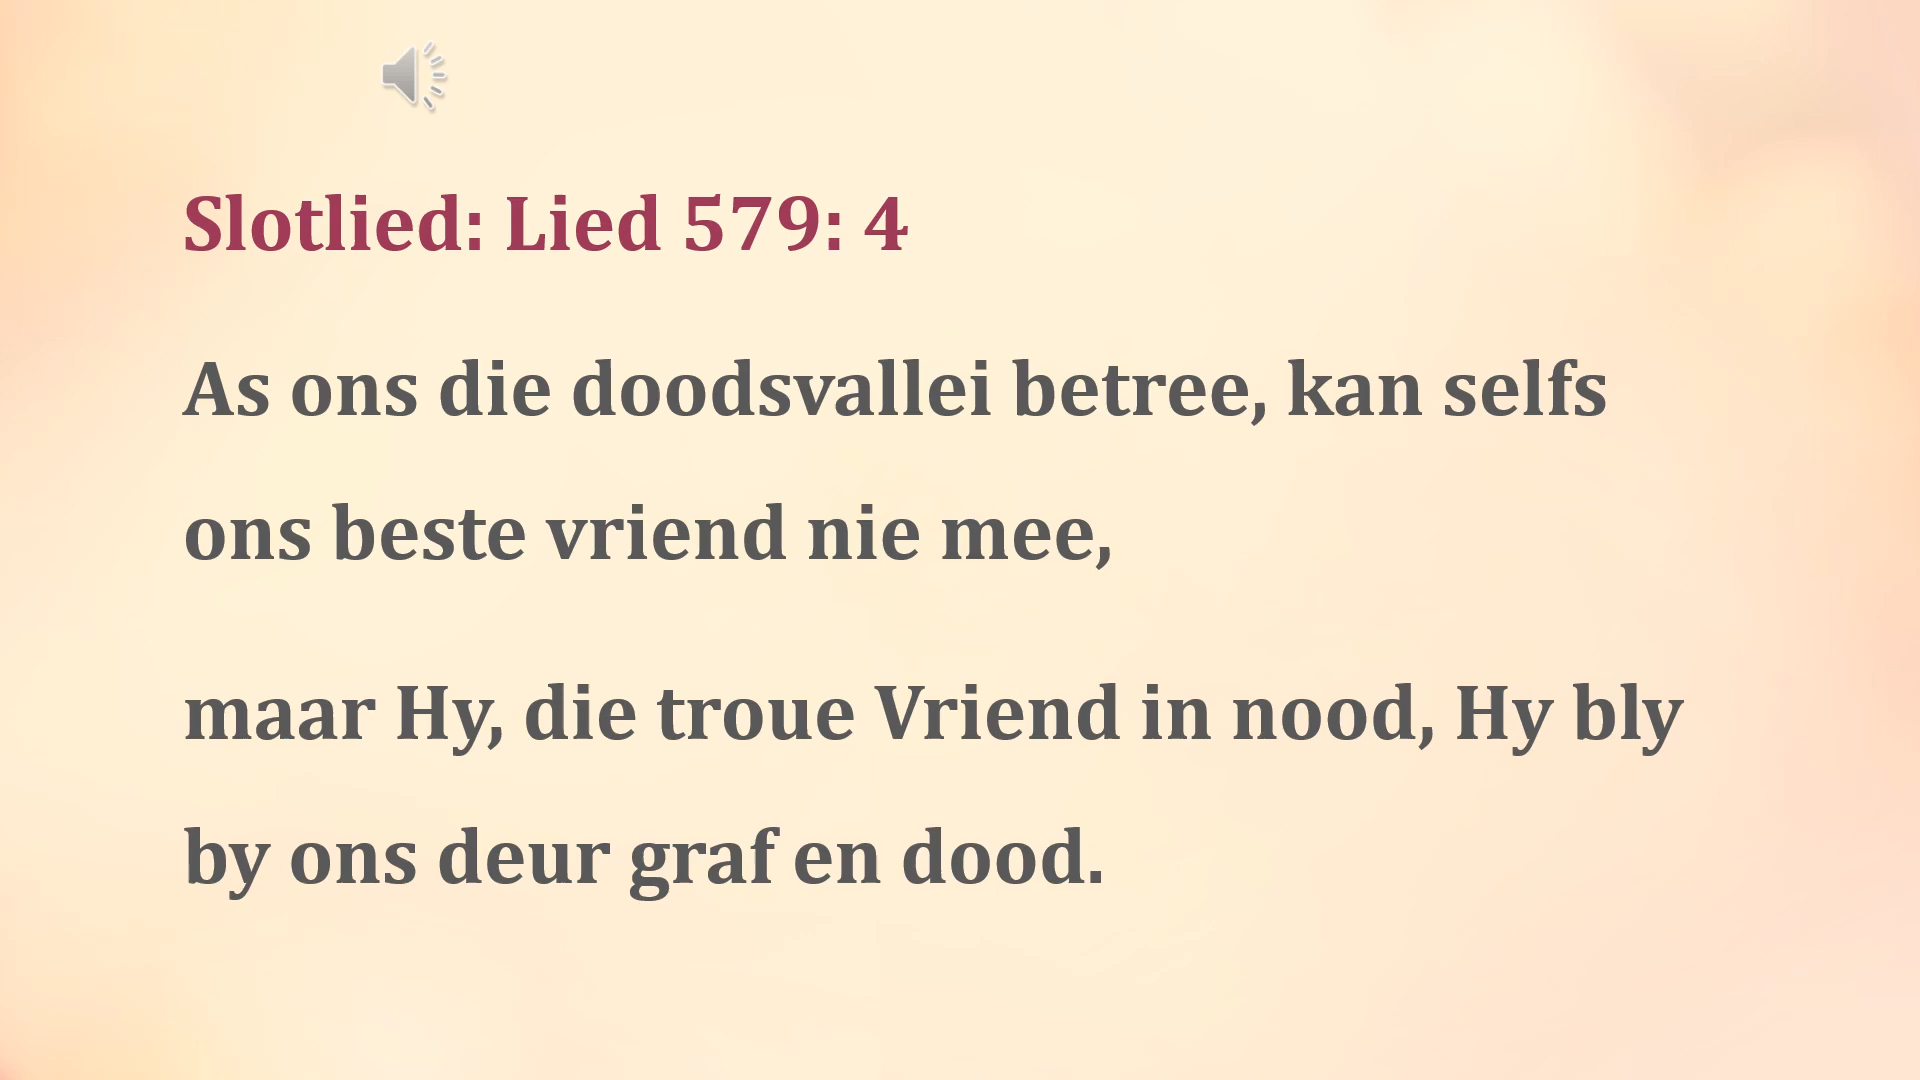 Slotlied: Lied 579: 4
As ons die doodsvallei betree, kan selfs
ons beste vriend nie mee,
maar Hy, die troue Vriend in nood, Hy bly
by ons deur graf en dood.